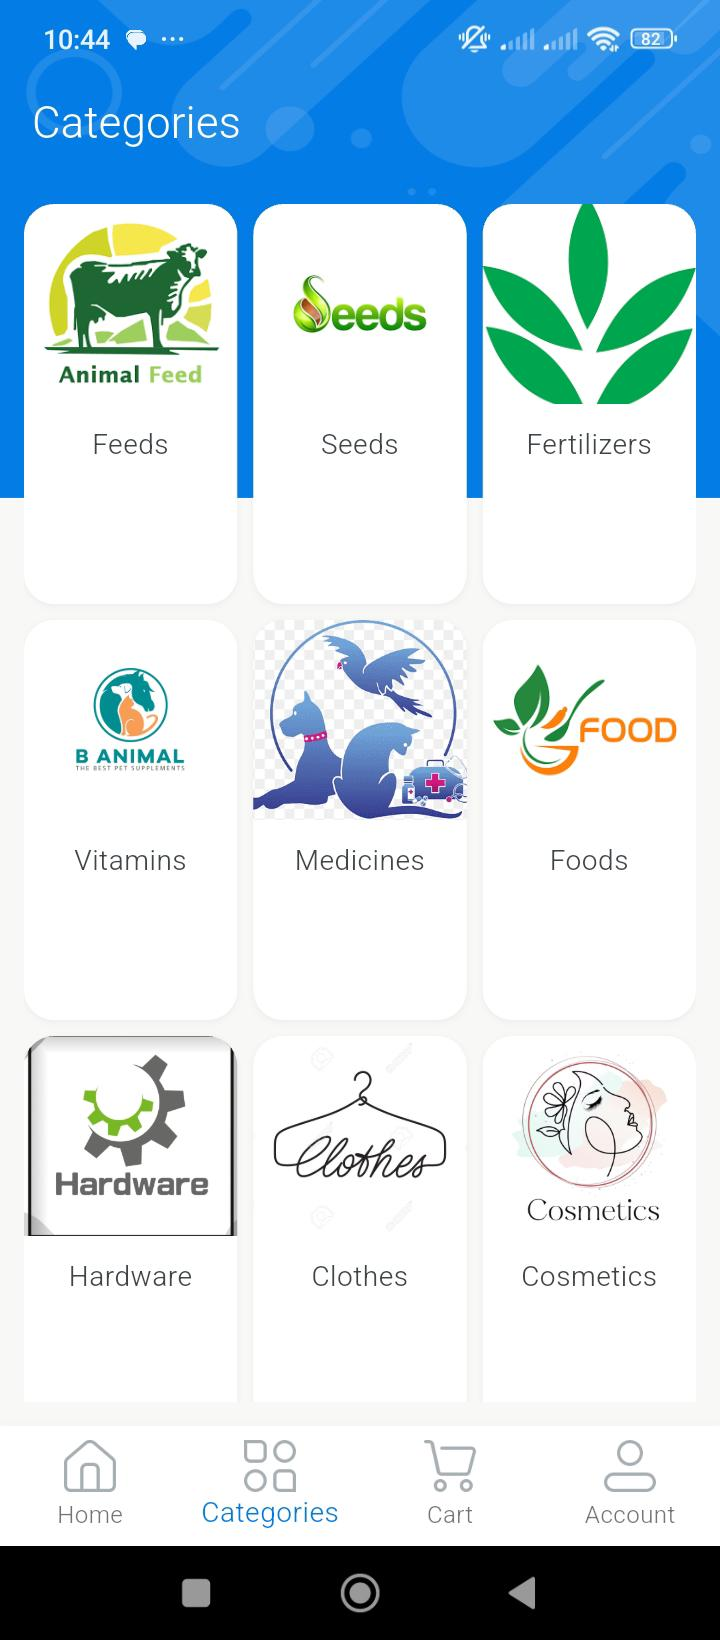 10:44
82
Categories
Animal Feed
Seeds
Feeds
Seeds
Fertilizers
B ANIMAL
THE BEST PET SUPPLEMENTS
FOOD
Vitamins
Medicines
Foods
Hardware
Clothes
Cosmetics
Hardware
Clothes
Cosmetics
Home
Categories
Cart
Account